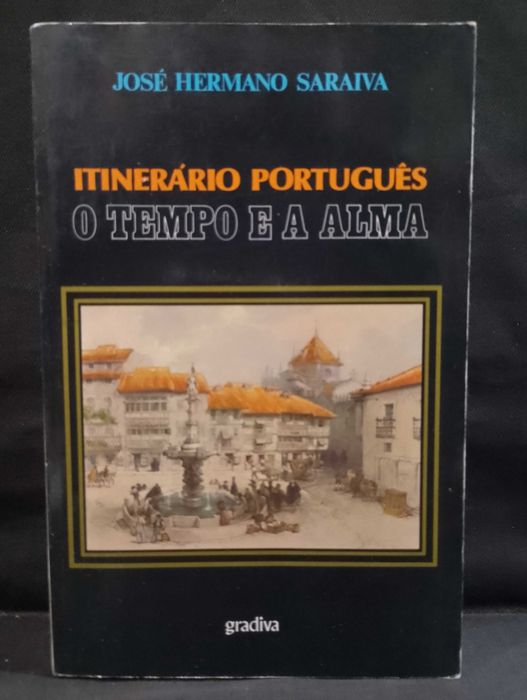 JOSÉ HERMANO SARAIVA
ITINERÁRIO PORTUGUÊS
O TEMPO E A ALMA
gradiva